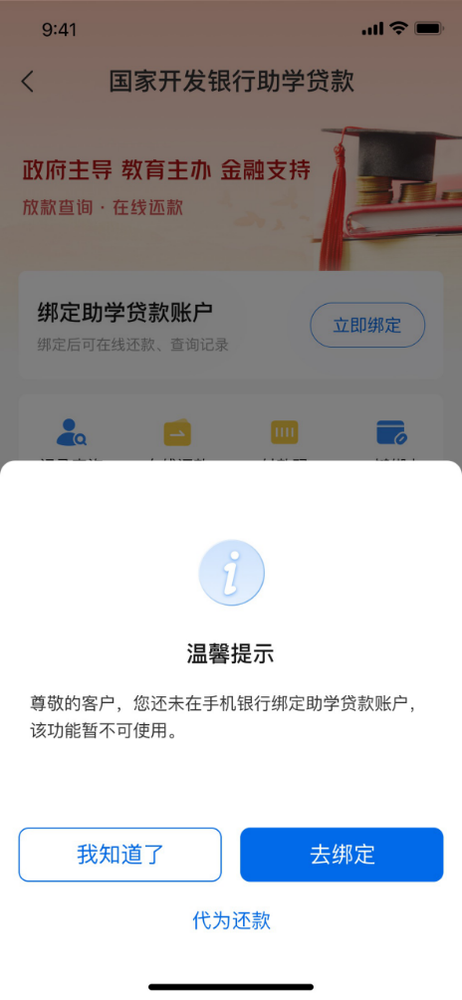 9:41
国家开发银行助学贷款
政府主导 教育主办 金融支持
放款查询·在线还款
绑定助学贷款账户
绑定后可在线还款、查询记录
立即绑定
温馨提示
尊敬的客户，您还未在手机银行绑定助学贷款账户，
该功能暂不可使用。
我知道了
去绑定
代为还款